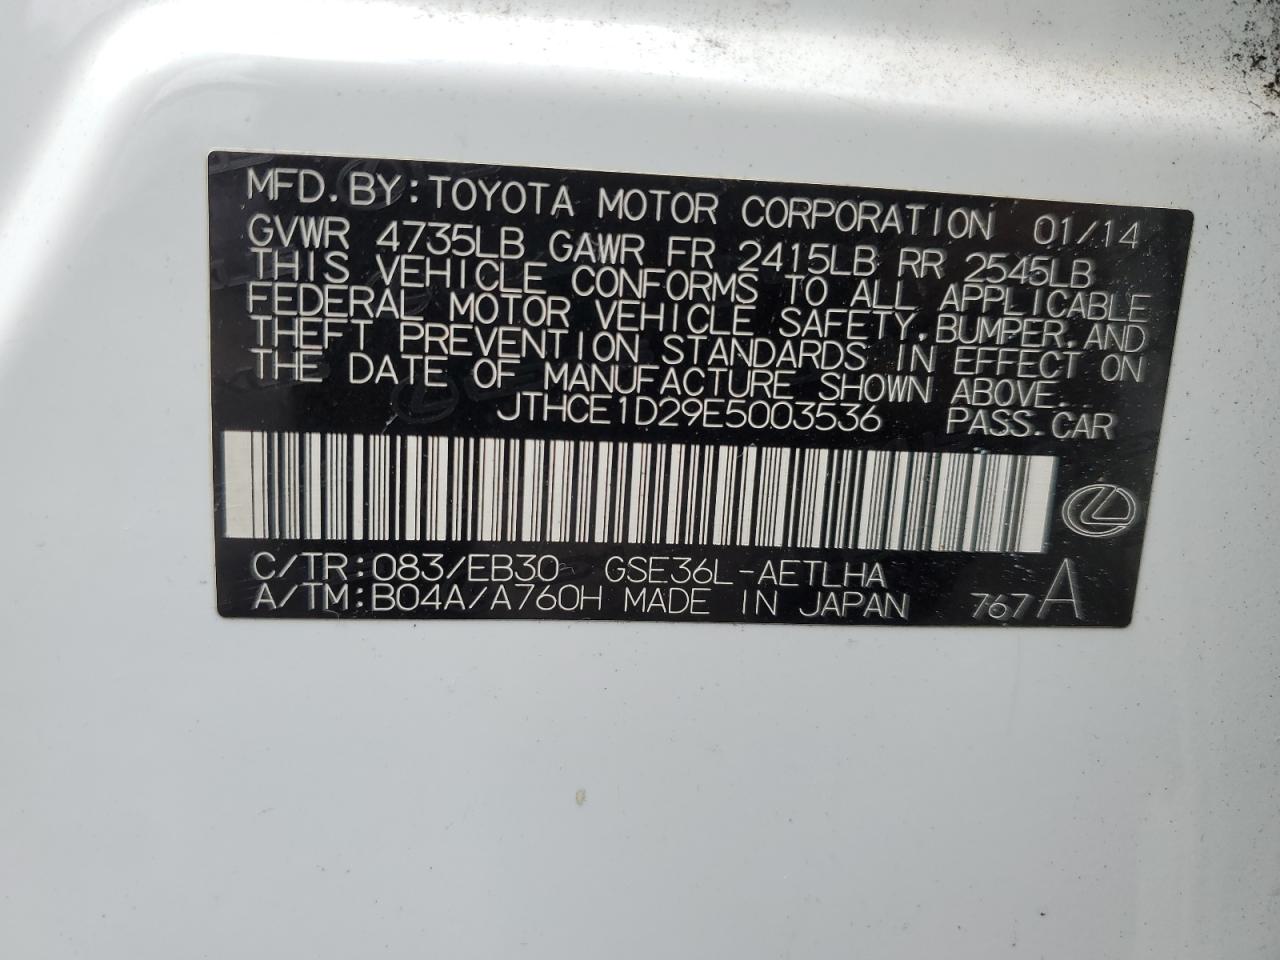 MFD.BY:TOYOTA MOTOR CORPORATION 01/14
GVWR 4735LB GAWR FR 2415LB RR 2545LB
THIS VEHICLE CONFORMS TO ALL APPLICABLE
FEDERAL MOTOR VEHICLE SAFETY,BUMPER,AND
THEFT PREVENTION STANDARDS IN EFFECT ON
THE DATE OF MANUFACTURE SHOWN ABOVE.
JTHCE1D29E5003536 PASS.CAR
C/TR:083/EB30 GSE36L-AETLHA
A/TM:B04A/A760H MADE IN JAPAN 767A